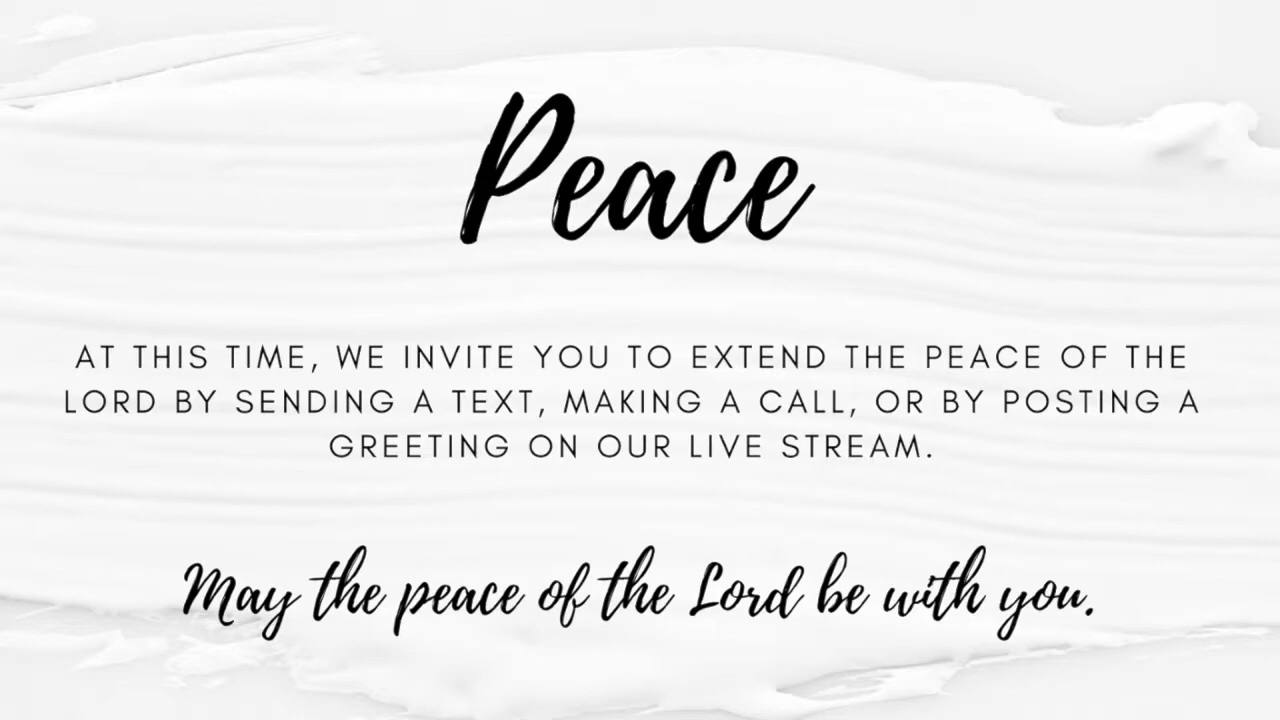 Peace
AT THIS TIME, WE INVITE YOU TO EXTEND THE PEACE OF THE
LORD BY SENDING A TEXT, MAKING A CALL, OR BY POSTING A
GREETING ON OUR LIVE STREAM.
May the peace of the Lord be with you.